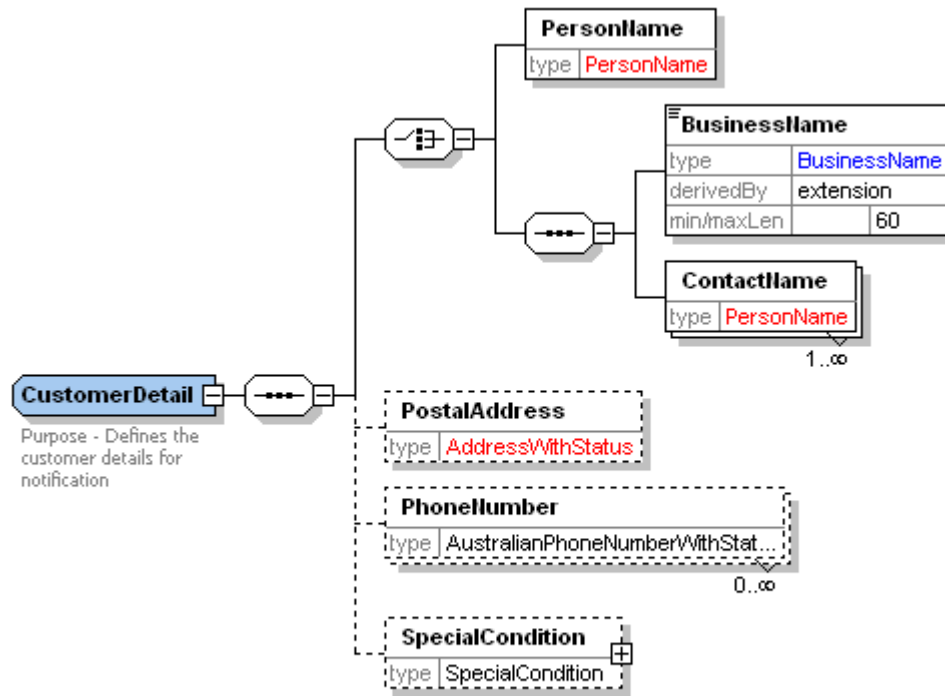 PersonName
type PersonName
BusinessName
type BusinessName
derivedBy extension
min/maxLen 60
ContactName
type PersonName
1..∞
CustomerDetail
Purpose - Defines the
customer details for
notification
PostalAddress
type AddressWithStatus
PhoneNumber
type AustralianPhoneNumberWithStat...
0..∞
SpecialCondition
type SpecialCondition